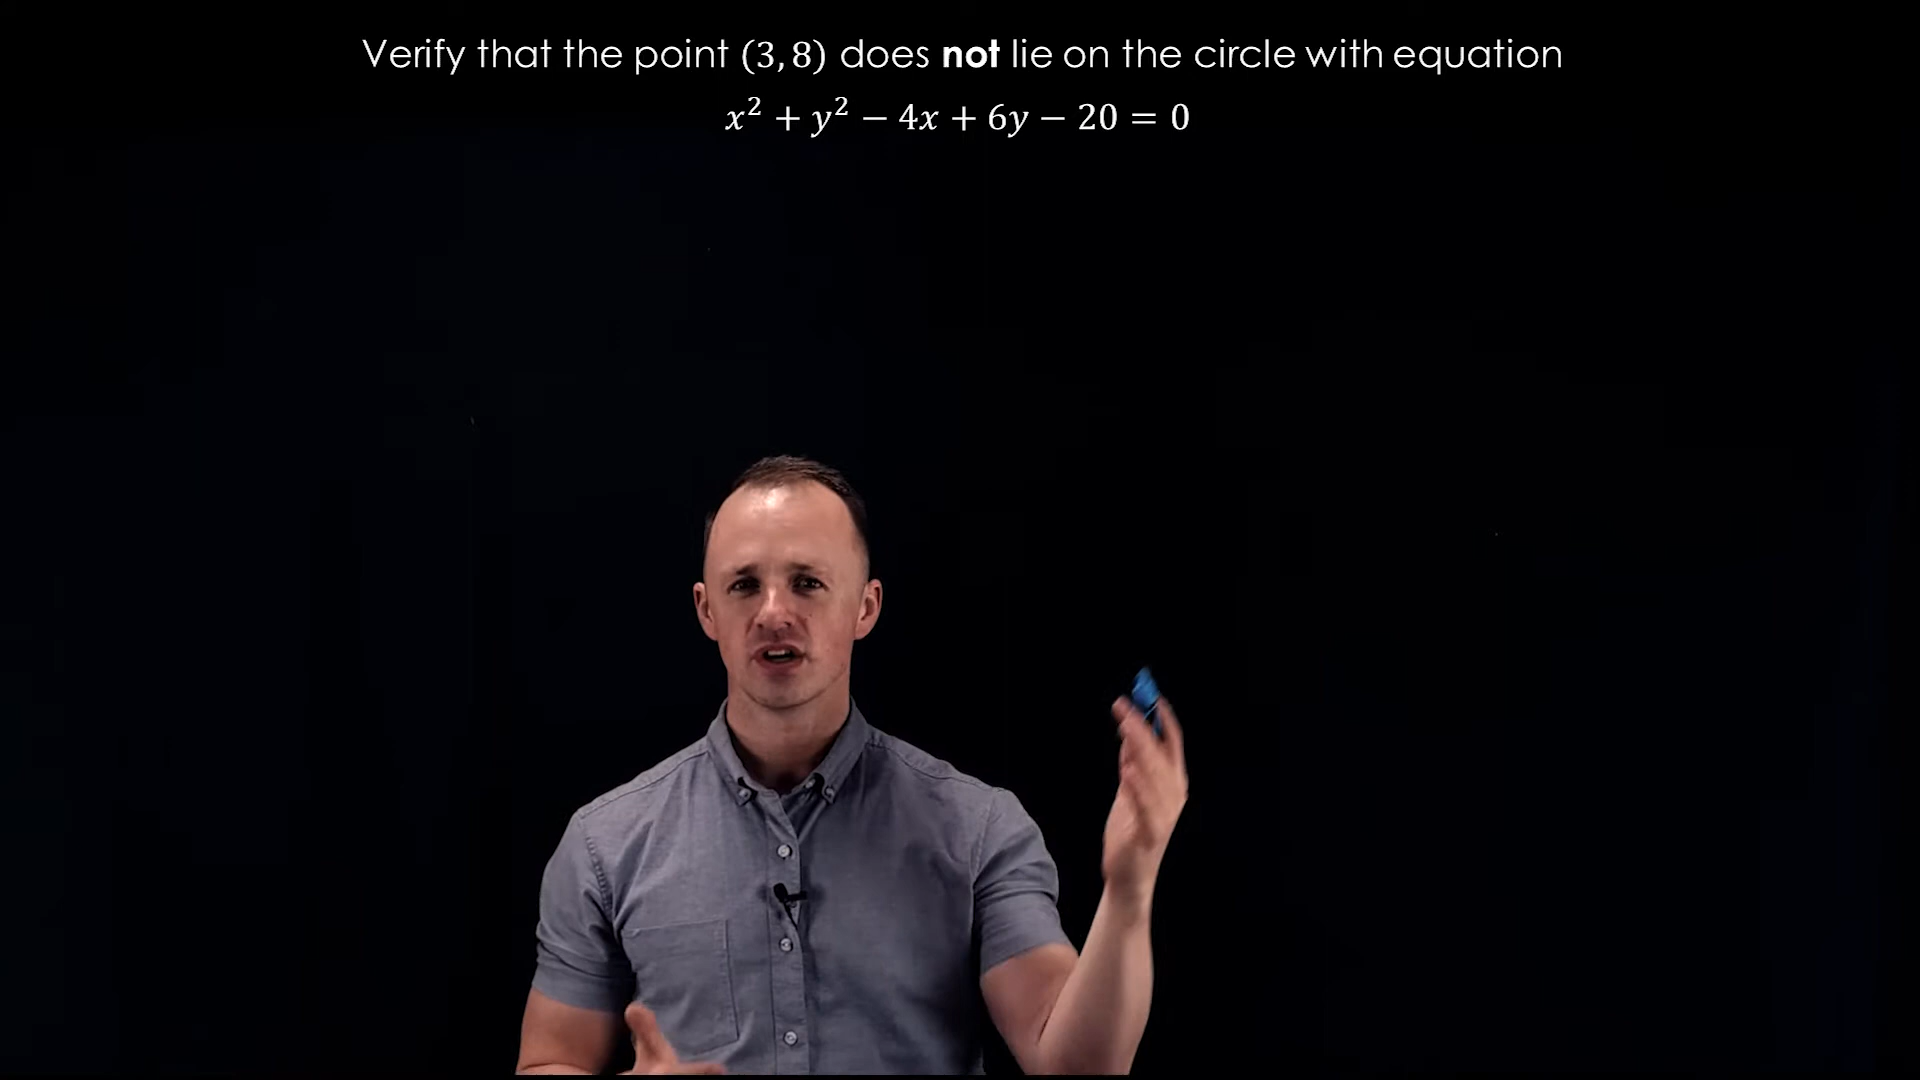 Verify that the point (3, 8) does not lie on the circle with equation
x² + y² − 4x + 6y − 20 = 0